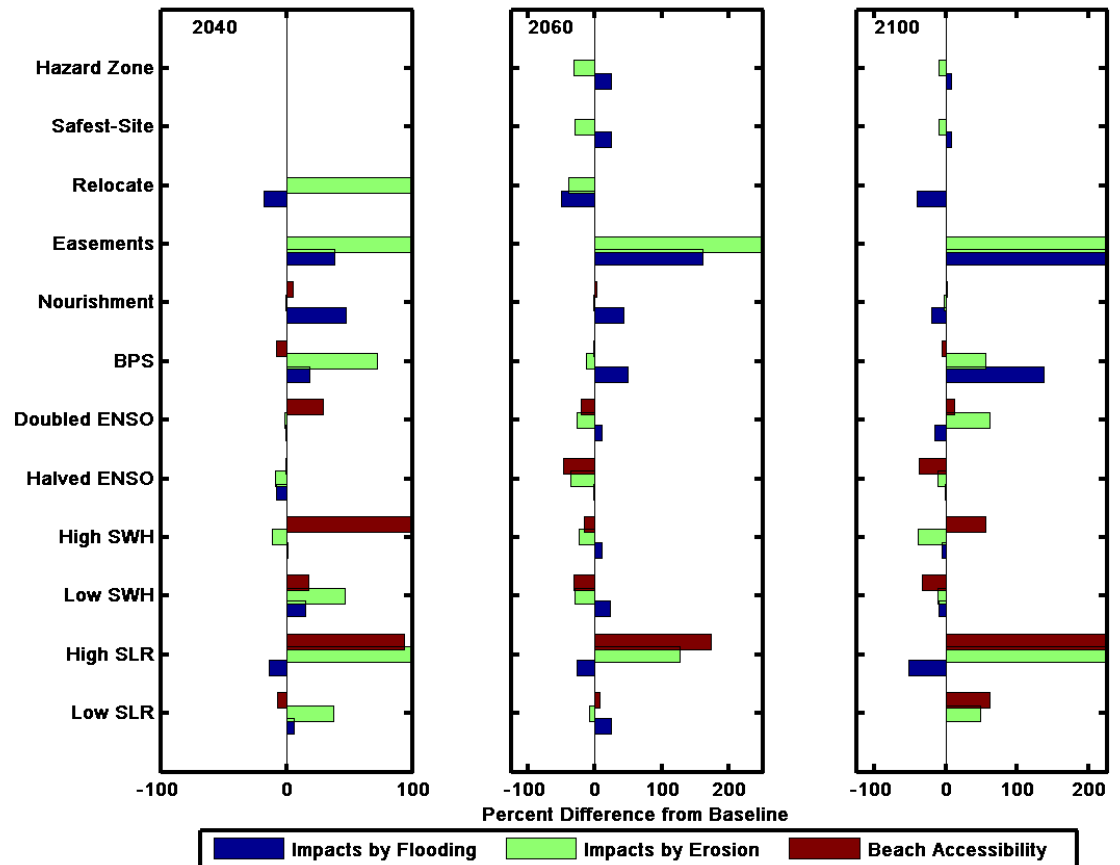 2040
2060
2100
Hazard Zone
Safest-Site
Relocate
Easements
Nourishment
BPS
Doubled ENSO
Halved ENSO
High SWH
Low SWH
High SLR
Low SLR
-100 0 100
-100 0 100 200
-100 0 100 200
Percent Difference from Baseline
Impacts by Flooding
Impacts by Erosion
Beach Accessibility